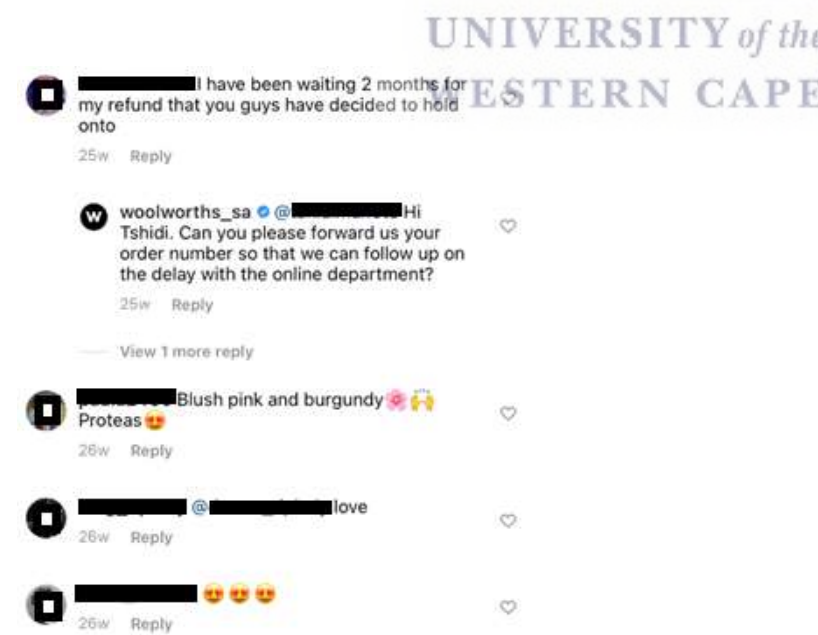 UNIVERSITY of the
WESTERN CAPE
I have been waiting 2 months for
my refund that you guys have decided to hold
onto
25w Reply
woolworths_sa @ Hi
Tshidi. Can you please forward us your
order number so that we can follow up on
the delay with the online department?
25w Reply
View 1 more reply
Blush pink and burgundy🌸🙌
Proteas😍
26w Reply
@ love
26w Reply
😍😍😍
26w Reply